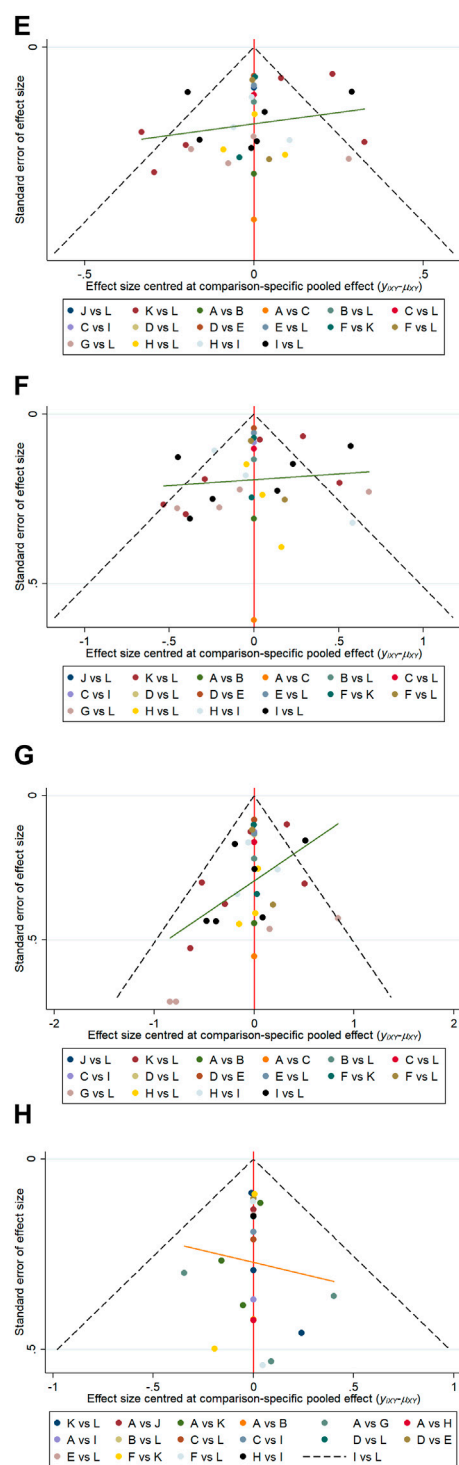 E
0
Standard error of effect size
-.5
0
.5
Effect size centred at comparison-specific pooled effect (yiXY-μXY)
J vs L K vs L A vs B A vs C B vs L C vs L
C vs I D vs L D vs E E vs L F vs K F vs L
G vs L H vs L H vs I I vs L
F
0
Standard error of effect size
.5
-1
-.5
0
.5
1
Effect size centred at comparison-specific pooled effect (yiXY-μXY)
J vs L K vs L A vs B A vs C B vs L C vs L
C vs I D vs L D vs E E vs L F vs K F vs L
G vs L H vs L H vs I I vs L
G
0
Standard error of effect size
.5
-2
-1
0
1
2
Effect size centred at comparison-specific pooled effect (yiXY-μXY)
J vs L K vs L A vs B A vs C B vs L C vs L
C vs I D vs L D vs E E vs L F vs K F vs L
G vs L H vs L H vs I I vs L
H
0
Standard error of effect size
.5
-1
-.5
0
.5
1
Effect size centred at comparison-specific pooled effect (yiXY-μXY)
K vs L A vs J A vs K A vs B A vs G A vs H
A vs I B vs L C vs L C vs I D vs L D vs E
E vs L F vs K F vs L H vs I I vs L